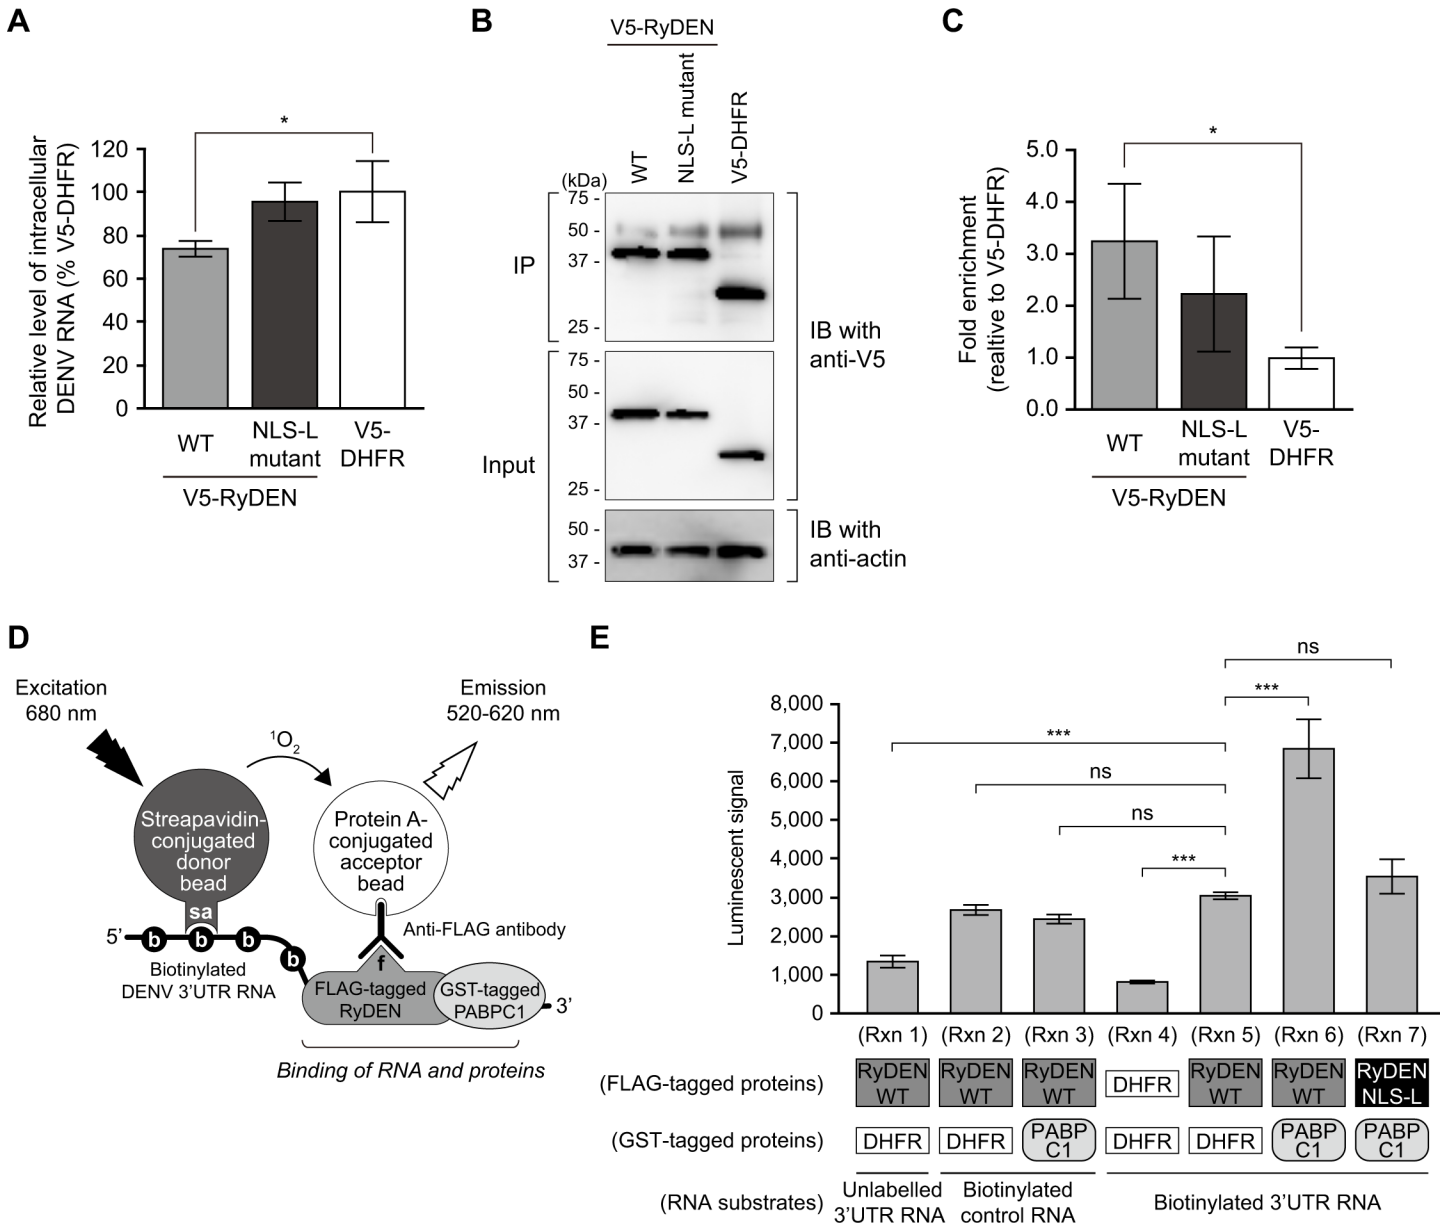 A
Relative level of intracellular
DENV RNA (% V5-DHFR)
120
100
80
60
40
20
0
*
WT
NLS-L
mutant
V5-
DHFR
V5-RyDEN
B
V5-RyDEN
WT
NLS-L mutant
V5-DHFR
(kDa)
75 -
50 -
37 -
25 -
IP
75 -
50 -
37 -
25 -
Input
50 -
37 -
IB with
anti-V5
IB with
anti-actin
C
Fold enrichment
(realtive to V5-DHFR)
5.0
4.0
3.0
2.0
1.0
0.0
*
WT
NLS-L
mutant
V5-
DHFR
V5-RyDEN
D
Excitation
680 nm
Emission
520-620 nm
¹O₂
Streapavidin-
conjugated
donor
bead
Protein A-
conjugated
acceptor
bead
sa
5’
b
b
b
b
Anti-FLAG antibody
f
Biotinylated
DENV 3’UTR RNA
FLAG-tagged
RyDEN
GST-tagged
PABPC1
3’
Binding of RNA and proteins
E
Luminescent signal
8,000
7,000
6,000
5,000
4,000
3,000
2,000
1,000
0
ns
***
***
ns
ns
***
(Rxn 1) (Rxn 2) (Rxn 3) (Rxn 4) (Rxn 5) (Rxn 6) (Rxn 7)
(FLAG-tagged proteins)
RyDEN
WT
RyDEN
WT
RyDEN
WT
DHFR
RyDEN
WT
RyDEN
WT
RyDEN
NLS-L
(GST-tagged proteins)
DHFR
DHFR
PABP
C1
DHFR
DHFR
PABP
C1
PABP
C1
(RNA substrates)
Unlabelled
3’UTR RNA
Biotinylated
control RNA
Biotinylated 3’UTR RNA